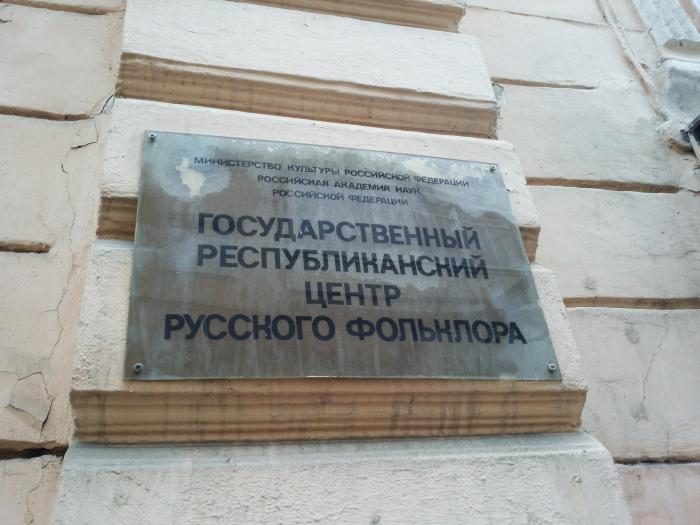 МИНИСТЕРСТВО КУЛЬТУРЫ РОССИЙСКОЙ ФЕДЕРАЦИИ
РОССИЙСКАЯ АКАДЕМИЯ НАУК
РОССИЙСКОЙ ФЕДЕРАЦИИ
ГОСУДАРСТВЕННЫЙ
РЕСПУБЛИКАНСКИЙ
ЦЕНТР
РУССКОГО ФОЛЬКЛОРА